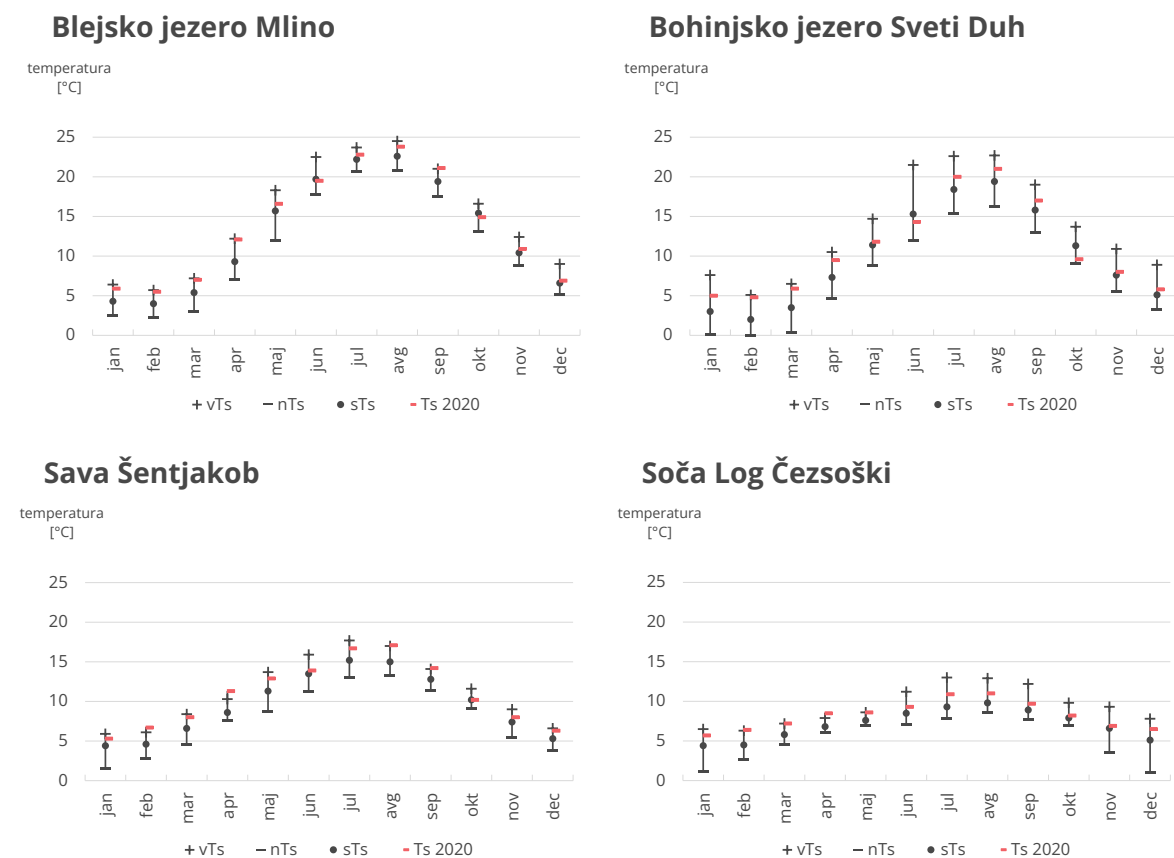 Blejsko jezero Mlino
temperatura
[°C]
25
20
15
10
5
0
jan feb mar apr maj jun jul avg sep okt nov dec
+ vTs – nTs • sTs - Ts 2020
Bohinjsko jezero Sveti Duh
temperatura
[°C]
25
20
15
10
5
0
jan feb mar apr maj jun jul avg sep okt nov dec
+ vTs – nTs • sTs - Ts 2020
Sava Šentjakob
temperatura
[°C]
25
20
15
10
5
0
jan feb mar apr maj jun jul avg sep okt nov dec
+ vTs – nTs • sTs - Ts 2020
Soča Log Čezsoški
temperatura
[°C]
25
20
15
10
5
0
jan feb mar apr maj jun jul avg sep okt nov dec
+ vTs – nTs • sTs - Ts 2020